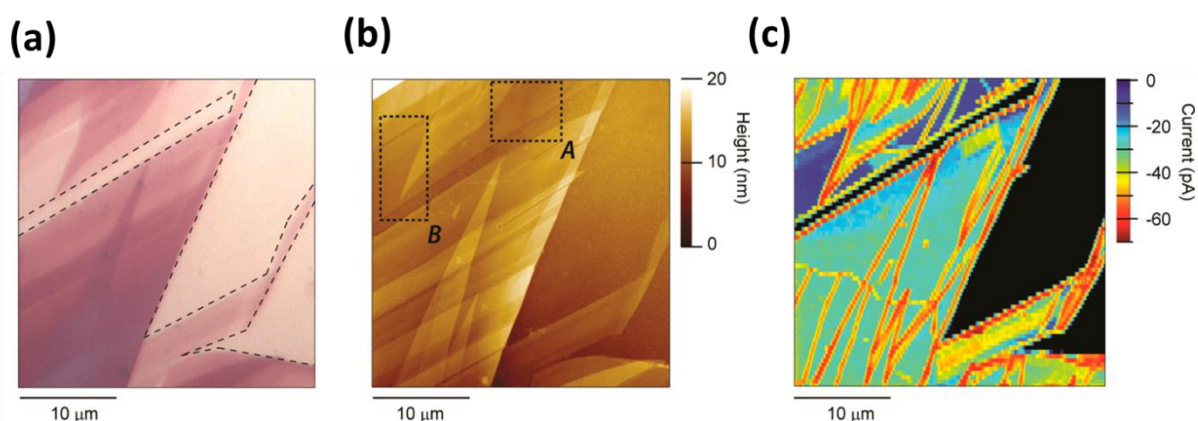 (a)
(b)
(c)
A
B
20
10
0
Height (nm)
0
-20
-40
-60
Current (pA)
10 μm
10 μm
10 μm